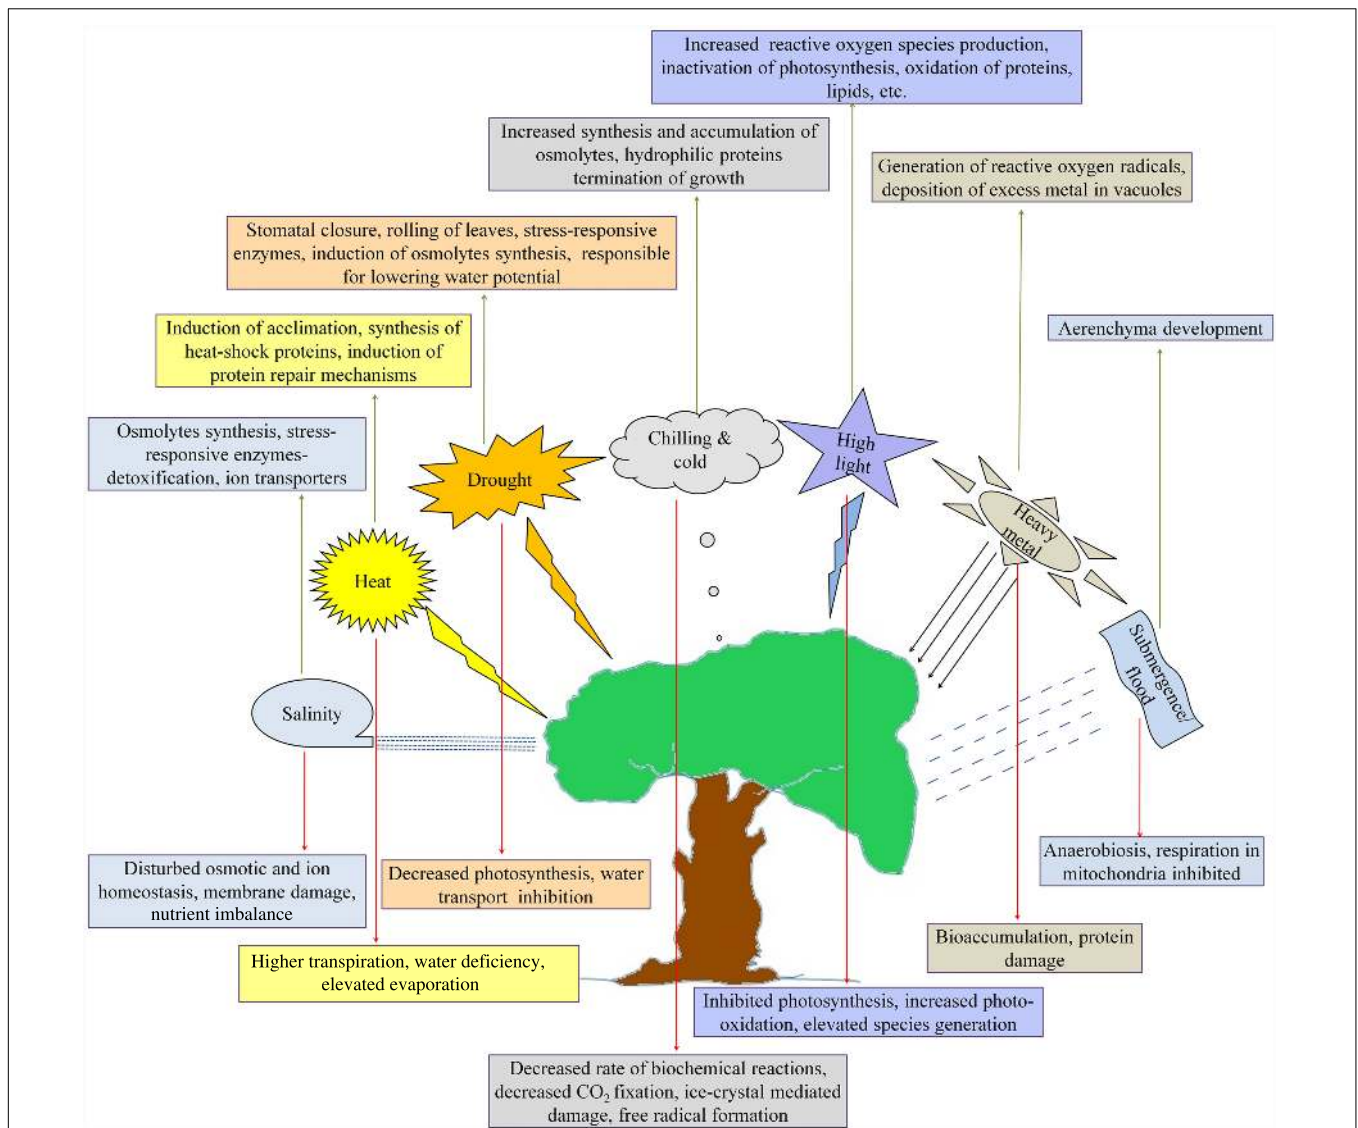 Increased reactive oxygen species production,
inactivation of photosynthesis, oxidation of proteins,
lipids, etc.
Increased synthesis and accumulation of
osmolytes, hydrophilic proteins
termination of growth
Generation of reactive oxygen radicals,
deposition of excess metal in vacuoles
Stomatal closure, rolling of leaves, stress-responsive
enzymes, induction of osmolytes synthesis, responsible
for lowering water potential
Induction of acclimation, synthesis of
heat-shock proteins, induction of
protein repair mechanisms
Aerenchyma development
Osmolytes synthesis, stress-
responsive enzymes-
detoxification, ion transporters
Chilling &
cold
High
light
Drought
Heavy
metal
Heat
Submergence/
flood
Salinity
Disturbed osmotic and ion
homeostasis, membrane damage,
nutrient imbalance
Decreased photosynthesis, water
transport inhibition
Anaerobiosis, respiration in
mitochondria inhibited
Higher transpiration, water deficiency,
elevated evaporation
Bioaccumulation, protein
damage
Inhibited photosynthesis, increased photo-
oxidation, elevated species generation
Decreased rate of biochemical reactions,
decreased CO₂ fixation, ice-crystal mediated
damage, free radical formation